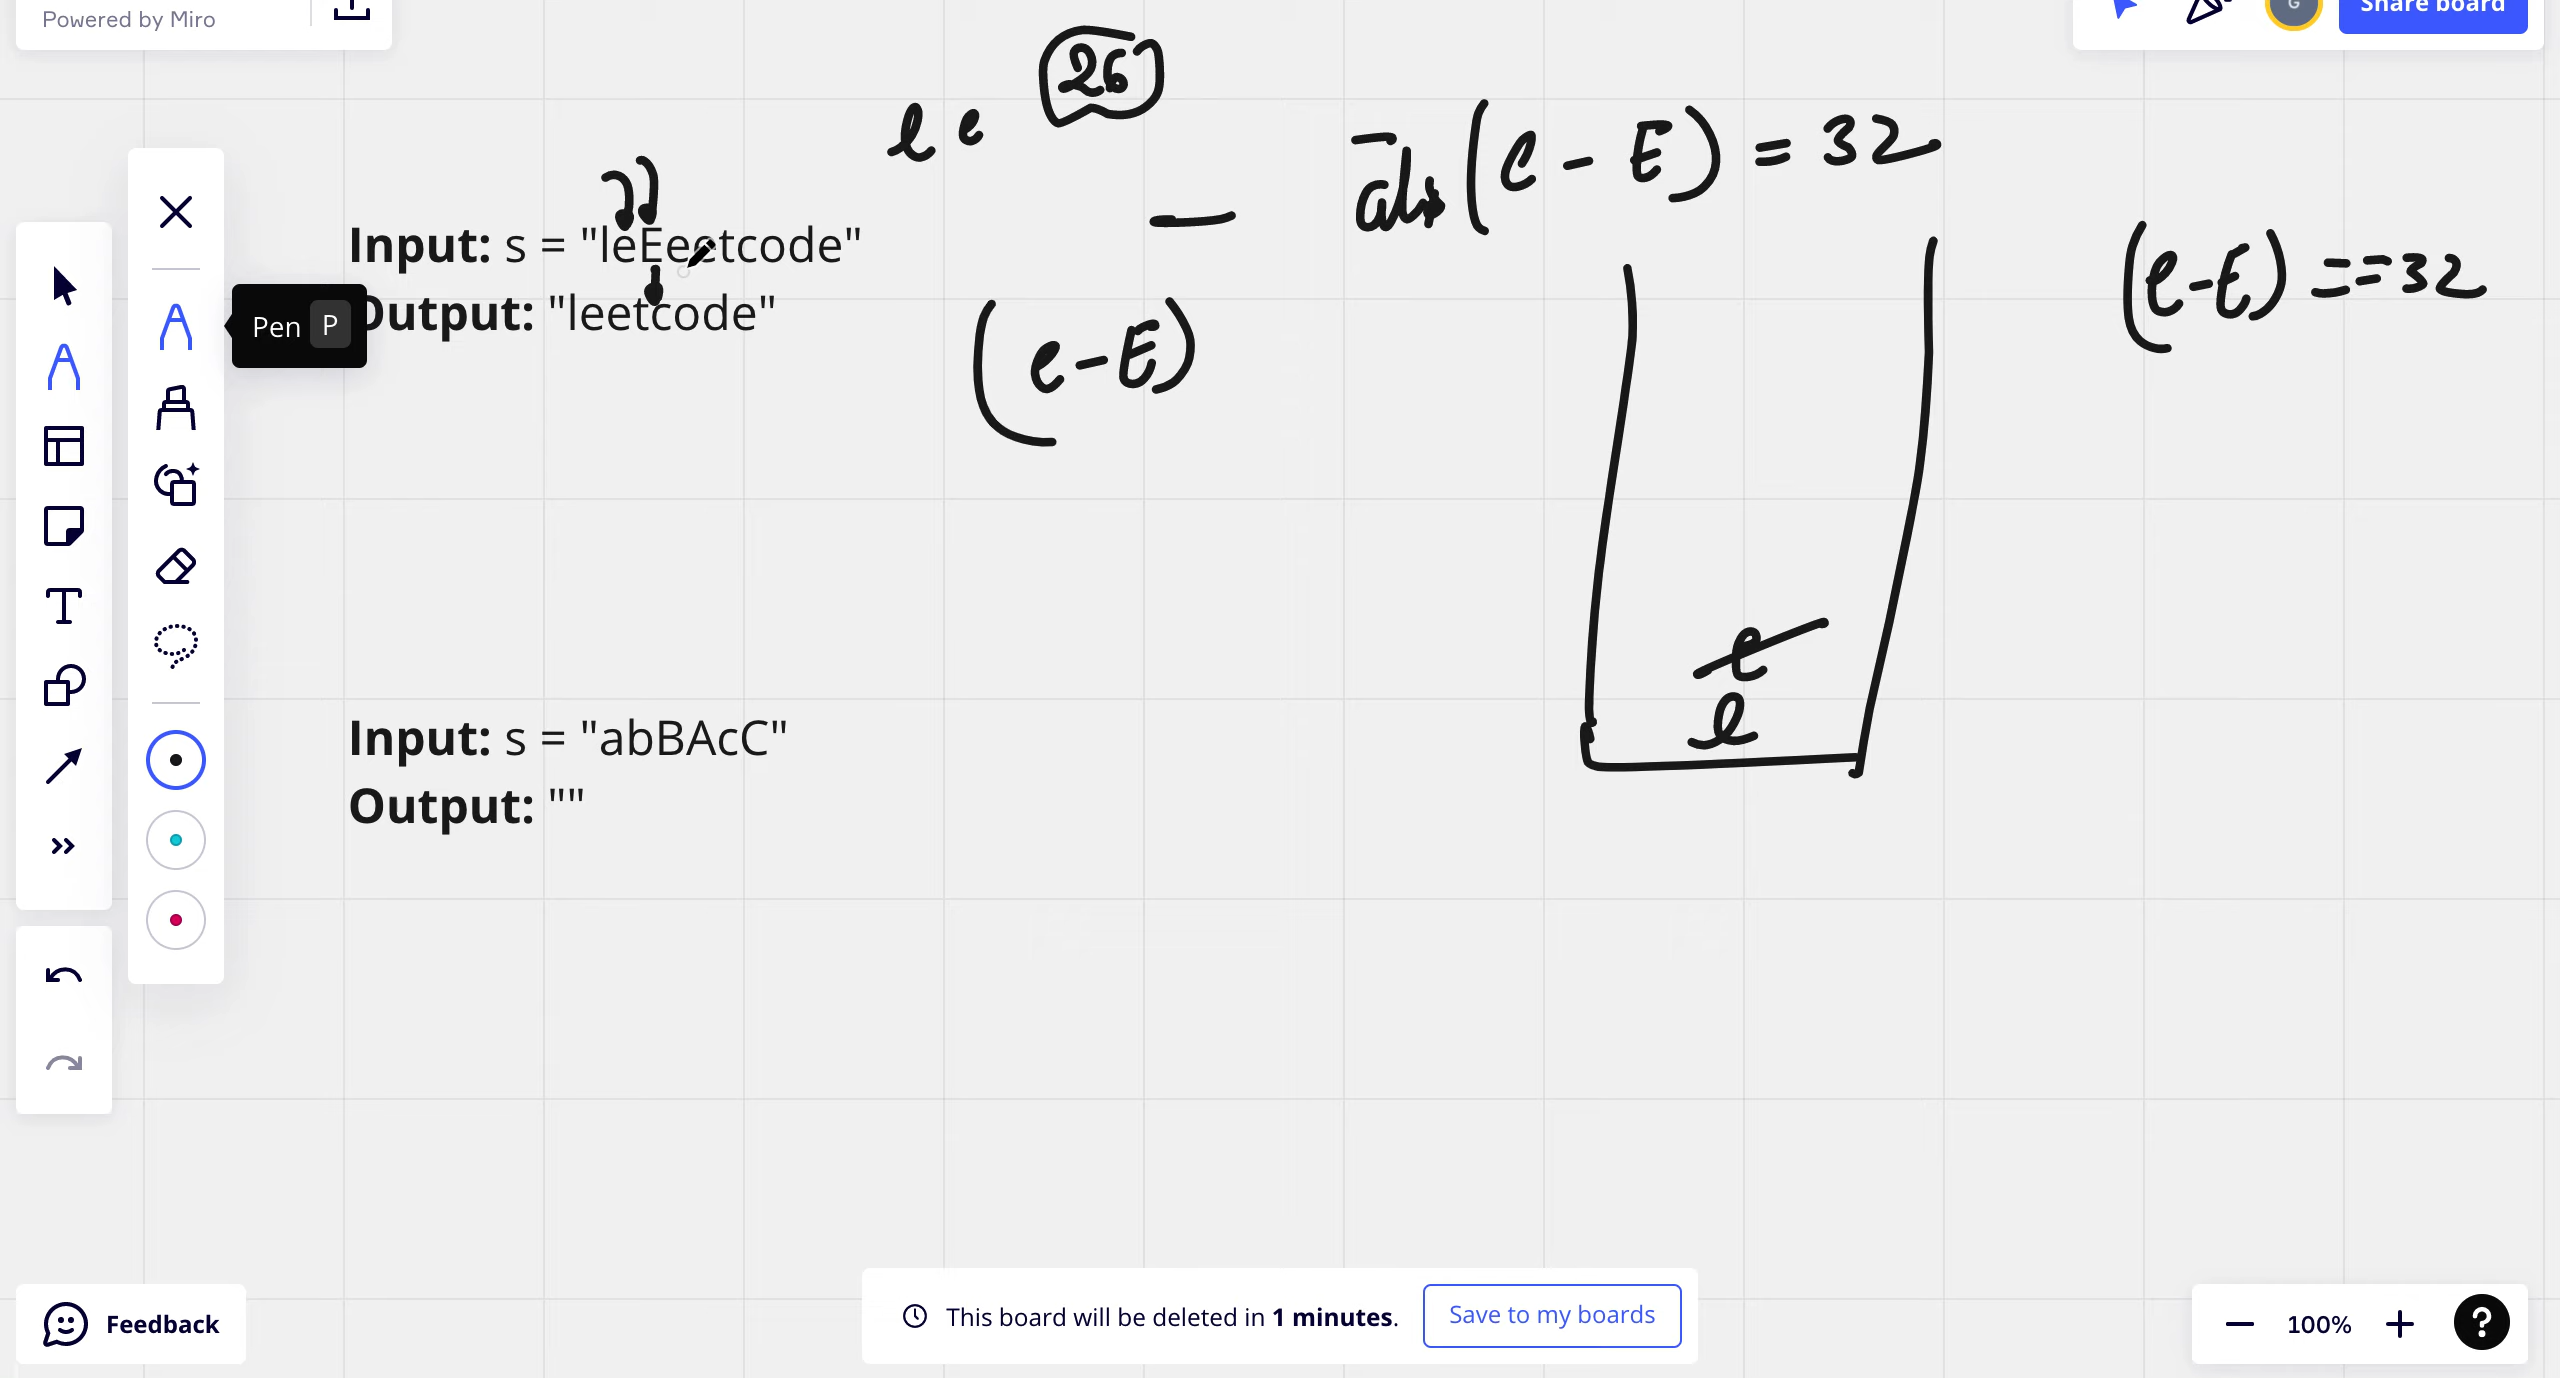 Powered by Miro
G
Share board
26
l e
abs(e - E) = 32
Input: s = "leEeetcode"
(e-E) == 32
Pen P
Output: "leetcode"
(e-E)
e
l
Input: s = "abBAcC"
Output: ""
This board will be deleted in 1 minutes.
Save to my boards
Feedback
100%
?